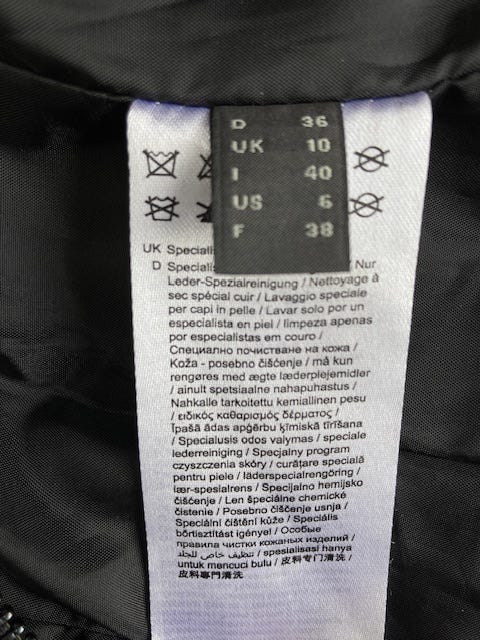 D 36
UK 10
I 40
US 6
F 38
UK Speciali
D Speciali / Nur
Leder-Spezialreinigung / Nettoyage à
sec spécial cuir / Lavaggio speciale
per capi in pelle / Lavar solo por un
especialista en piel / limpeza apenas
por especialistas em couro /
Специално почистване на кожа /
Koža - posebno čišćenje / må kun
rengøres med ægte læderplejemidler
/ ainult spetsiaalne nahapuhastus /
Nahkalle tarkoitettu kemiallinen pesu
/ ειδικός καθαρισμός δέρματος /
Īpašā ādas apģērbu ķīmiskā tīrīšana
/ Specialusis odos valymas / speciale
lederreiniging / Specjalny program
czyszczenia skóry / curățare specială
pentru piele / läderspecialrengöring /
lær-spesialrens / Specijalno hemijsko
čišćenje / Len špeciálne chemické
čistenie / Posebno čiščenje usnja /
Speciální čištění kůže / Speciális
bőrtisztítást igényel / Особые
правила чистки кожаных изделий /
تنظيف خاص للجلد / spesialisasi hanya
untuk mencuci bulu / 皮料专门清洗 /
皮料專門清洗